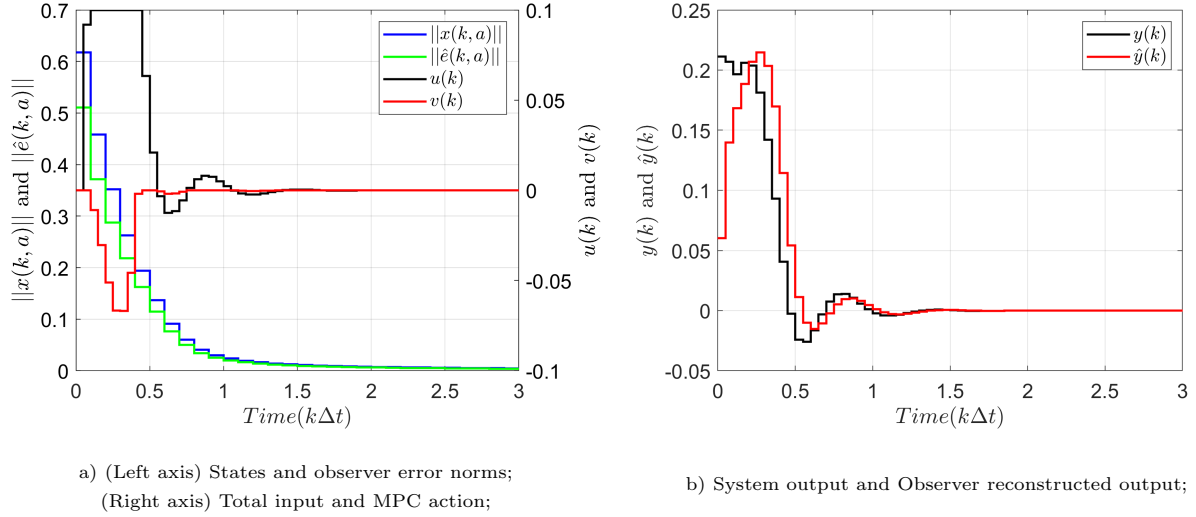 0.7
0.6
0.5
0.4
0.3
0.2
0.1
0
||x(k, a)|| and ||ê(k, a)||
0.1
0.05
0
-0.05
-0.1
u(k) and v(k)
||x(k, a)||
||ê(k, a)||
u(k)
v(k)
0 0.5 1 1.5 2 2.5 3
Time(kΔt)
a) (Left axis) States and observer error norms;
(Right axis) Total input and MPC action;
0.25
0.2
0.15
0.1
0.05
0
-0.05
y(k) and ŷ(k)
y(k)
ŷ(k)
0 0.5 1 1.5 2 2.5 3
Time(kΔt)
b) System output and Observer reconstructed output;